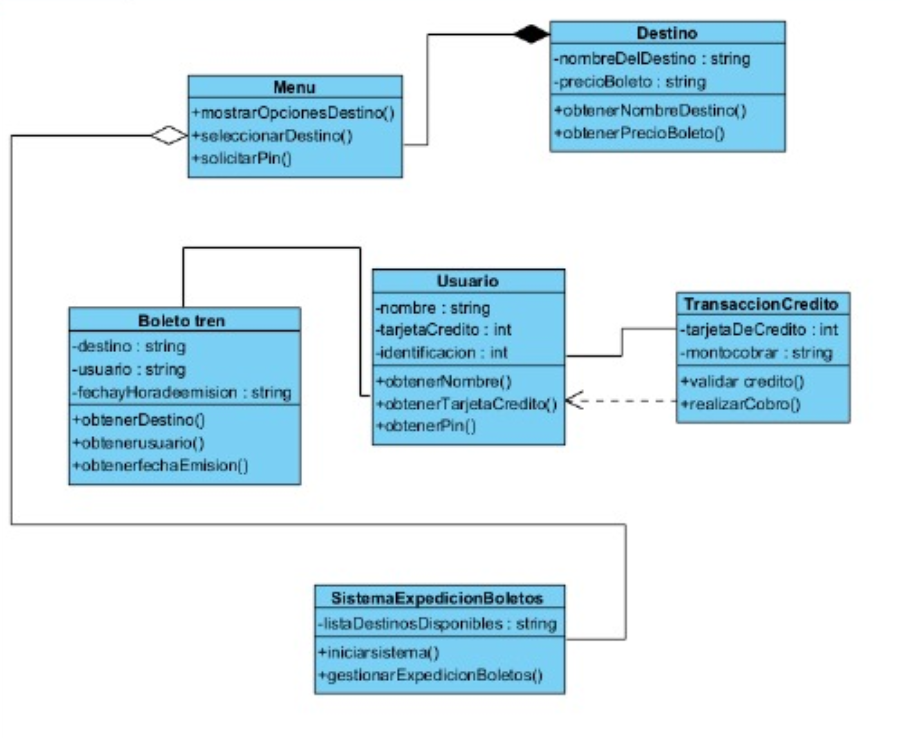 Destino
-nombreDelDestino : string
-precioBoleto : string
+obtenerNombreDestino()
+obtenerPrecioBoleto()
Menu
+mostrarOpcionesDestino()
+seleccionarDestino()
+solicitarPin()
Usuario
-nombre : string
-tarjetaCredito : int
-identificacion : int
+obtenerNombre()
+obtenerTarjetaCredito()
+obtenerPin()
TransaccionCredito
-tarjetaDeCredito : int
-montocobrar : string
+validar credito()
+realizarCobro()
Boleto tren
-destino : string
-usuario : string
-fechayHoradeemision : string
+obtenerDestino()
+obtenerusuario()
+obtenerfechaEmision()
SistemaExpedicionBoletos
-listaDestinosDisponibles : string
+iniciarsistema()
+gestionarExpedicionBoletos()